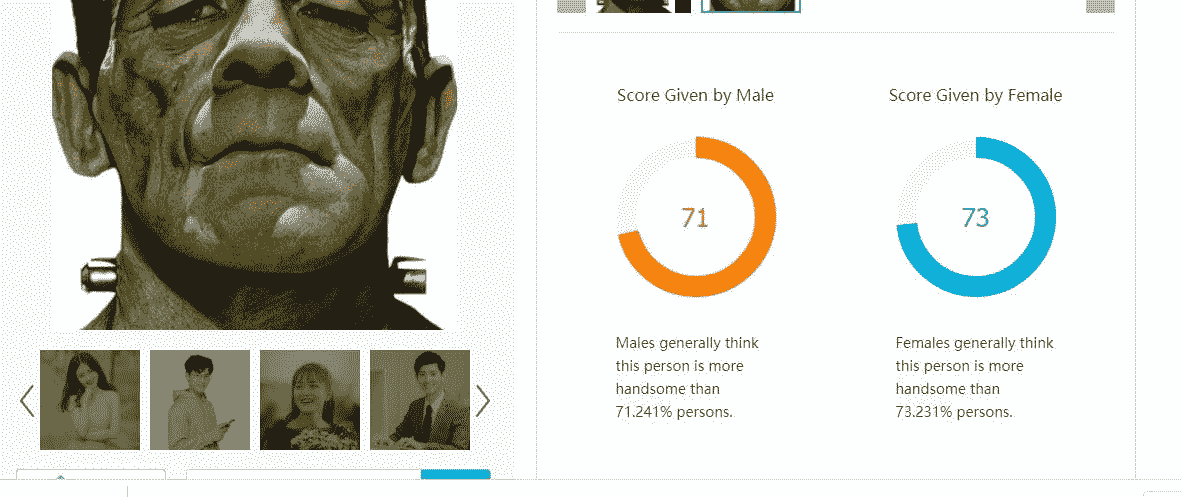 Score Given by Male
Score Given by Female
71
73
Males generally think
this person is more
handsome than
71.241% persons.
Females generally think
this person is more
handsome than
73.231% persons.